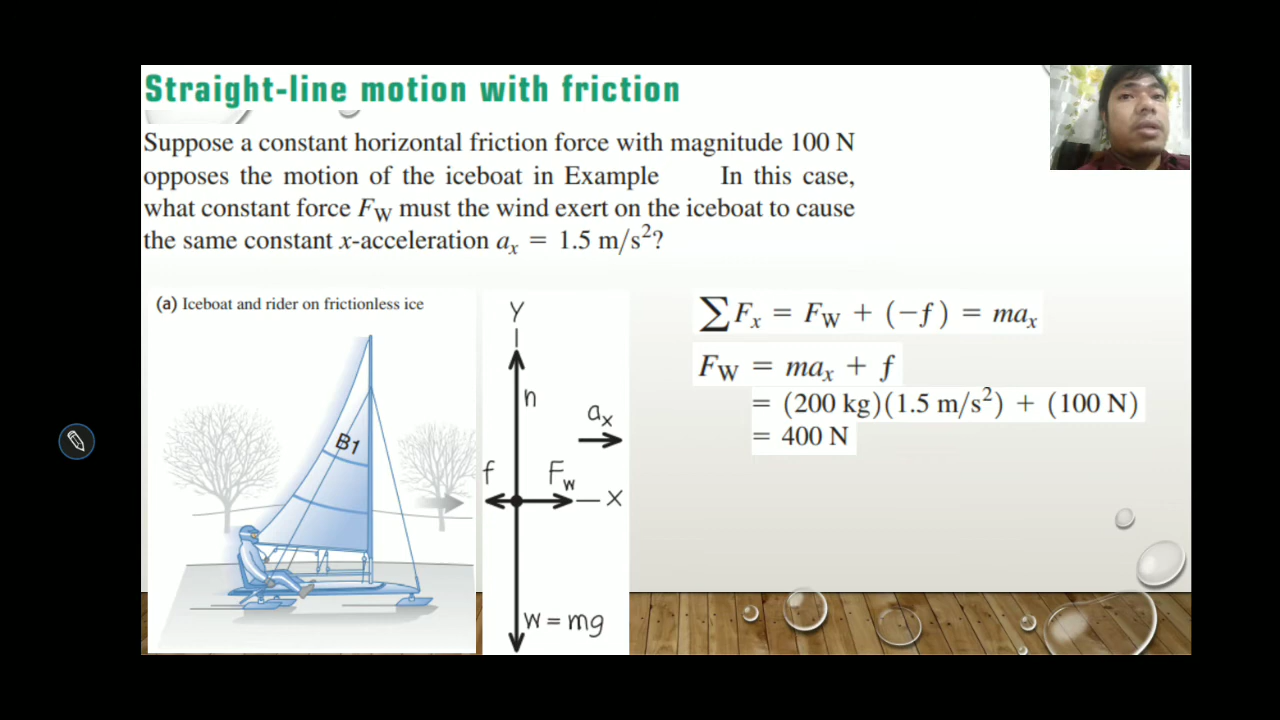 Straight-line motion with friction
Suppose a constant horizontal friction force with magnitude 100 N
opposes the motion of the iceboat in Example In this case,
what constant force F_W must the wind exert on the iceboat to cause
the same constant x-acceleration a_x = 1.5 m/s²?
(a) Iceboat and rider on frictionless ice
B1
Y
n
a_x
f
F_w
X
w = mg
∑F_x = F_W + (−f) = ma_x
F_W = ma_x + f
= (200 kg)(1.5 m/s²) + (100 N)
= 400 N